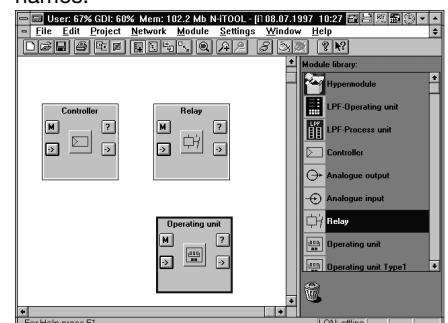 names.
User: 67% GDI: 60% Mem: 102.2 Mb N-iTOOL - [i] 08.07.1997 10:27
File Edit Project Network Module Settings Window Help
Module library:
Hypermodule
LPF-Operating unit
LPF
LPF-Process unit
Controller
Analogue output
Analogue input
Relay
Operating unit
Operating unit Type1
Controller
M ?
->
Relay
M ?
-> ->
Operating unit
M ?
-> ->
For Help press F1
LON: offline